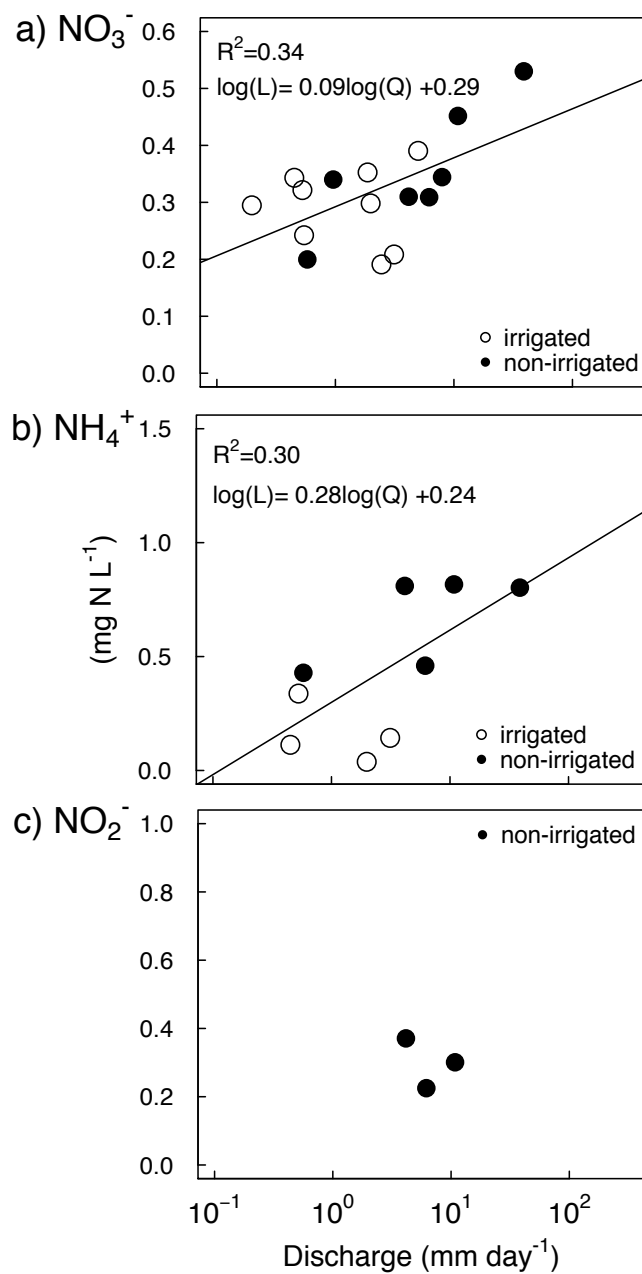 a) NO₃⁻
0.6
R²=0.34
log(L)= 0.09log(Q) +0.29
0.5
0.4
0.3
0.2
0.1
0.0
irrigated
non-irrigated
b) NH₄⁺
1.5
R²=0.30
log(L)= 0.28log(Q) +0.24
1.0
0.5
0.0
(mg N L⁻¹)
irrigated
non-irrigated
c) NO₂⁻
1.0
non-irrigated
0.8
0.6
0.4
0.2
0.0
10⁻¹ 10⁰ 10¹ 10²
Discharge (mm day⁻¹)